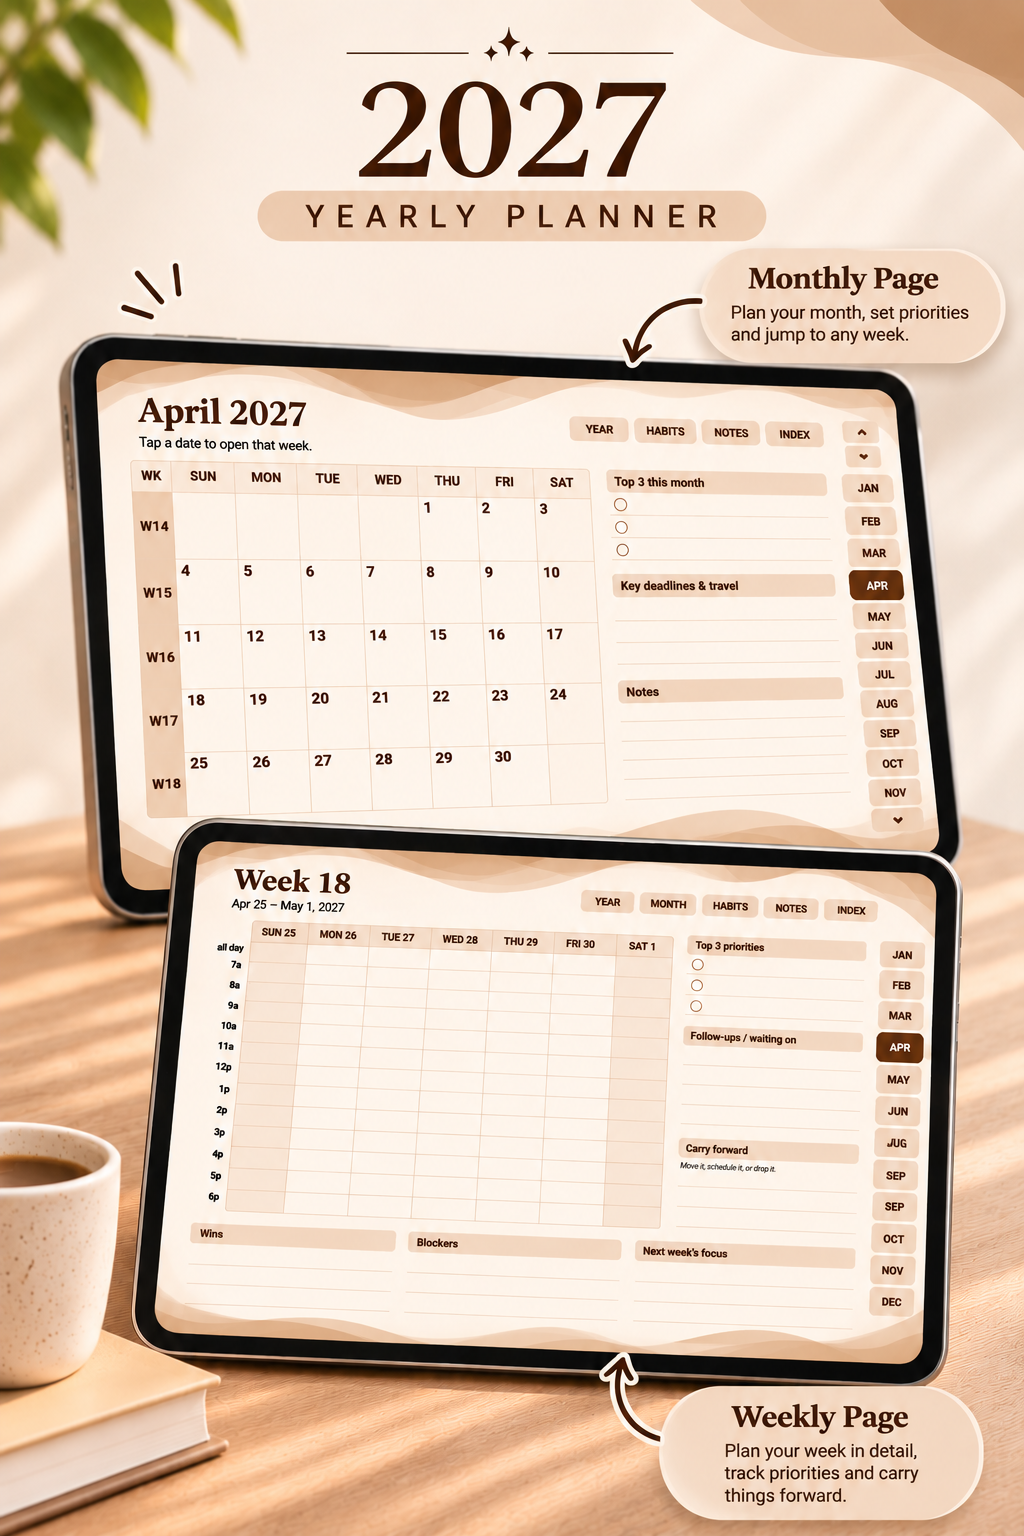 2027
YEARLY PLANNER
Monthly Page
Plan your month, set priorities
and jump to any week.
April 2027
Tap a date to open that week.
YEAR HABITS NOTES INDEX
WK SUN MON TUE WED THU FRI SAT
W14 1 2 3
W15 4 5 6 7 8 9 10
W16 11 12 13 14 15 16 17
W17 18 19 20 21 22 23 24
W18 25 26 27 28 29 30
Top 3 this month
Key deadlines & travel
Notes
JAN
FEB
MAR
APR
MAY
JUN
JUL
AUG
SEP
OCT
NOV
Week 18
Apr 25 – May 1, 2027
YEAR MONTH HABITS NOTES INDEX
SUN 25 MON 26 TUE 27 WED 28 THU 29 FRI 30 SAT 1
all day
7a
8a
9a
10a
11a
12p
1p
2p
3p
4p
5p
6p
Top 3 priorities
Follow-ups / waiting on
Carry forward
Move it, schedule it, or drop it.
Wins
Blockers
Next week's focus
JAN
FEB
MAR
APR
MAY
JUN
JUG
SEP
SEP
OCT
NOV
DEC
Weekly Page
Plan your week in detail,
track priorities and carry
things forward.